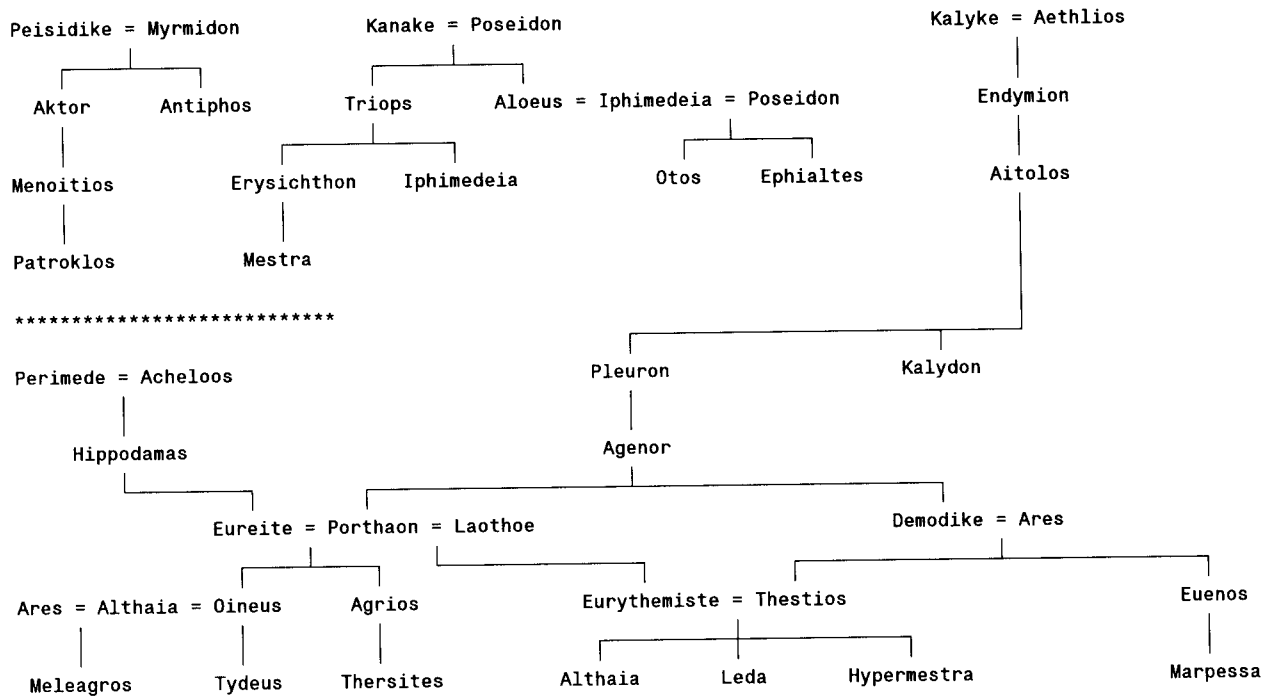 Peisidike = Myrmidon Kanake = Poseidon Kalyke = Aethlios
Aktor Antiphos Triops Aloeus = Iphimedeia = Poseidon Endymion
Menoitios Erysichthon Iphimedeia Otos Ephialtes Aitolos
Patroklos Mestra
****************************
Perimede = Acheloos Pleuron Kalydon
Hippodamas Agenor
Eureite = Porthaon = Laothoe Demodike = Ares
Ares = Althaia = Oineus Agrios Eurythemiste = Thestios Euenos
Meleagros Tydeus Thersites Althaia Leda Hypermestra Marpessa